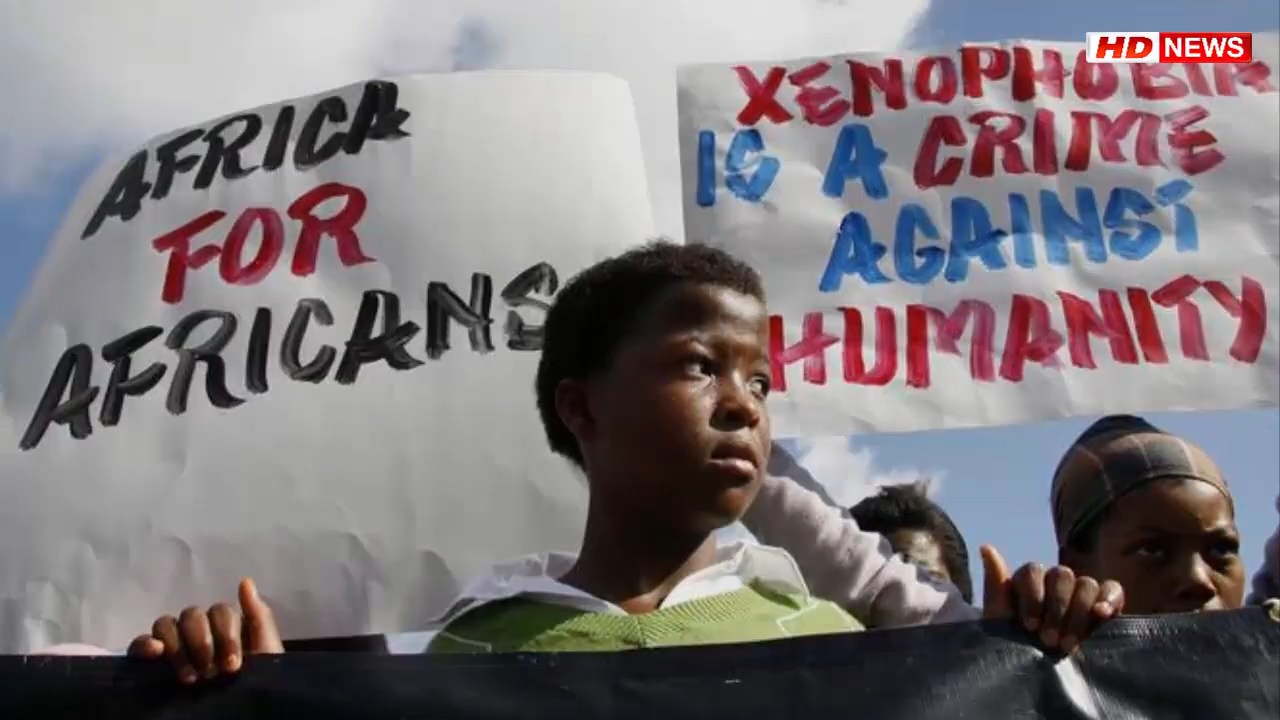 AFRICA
FOR
AFRICANS
XENOPHOBIA
IS A CRIME
AGAINST
HUMANITY
HD NEWS